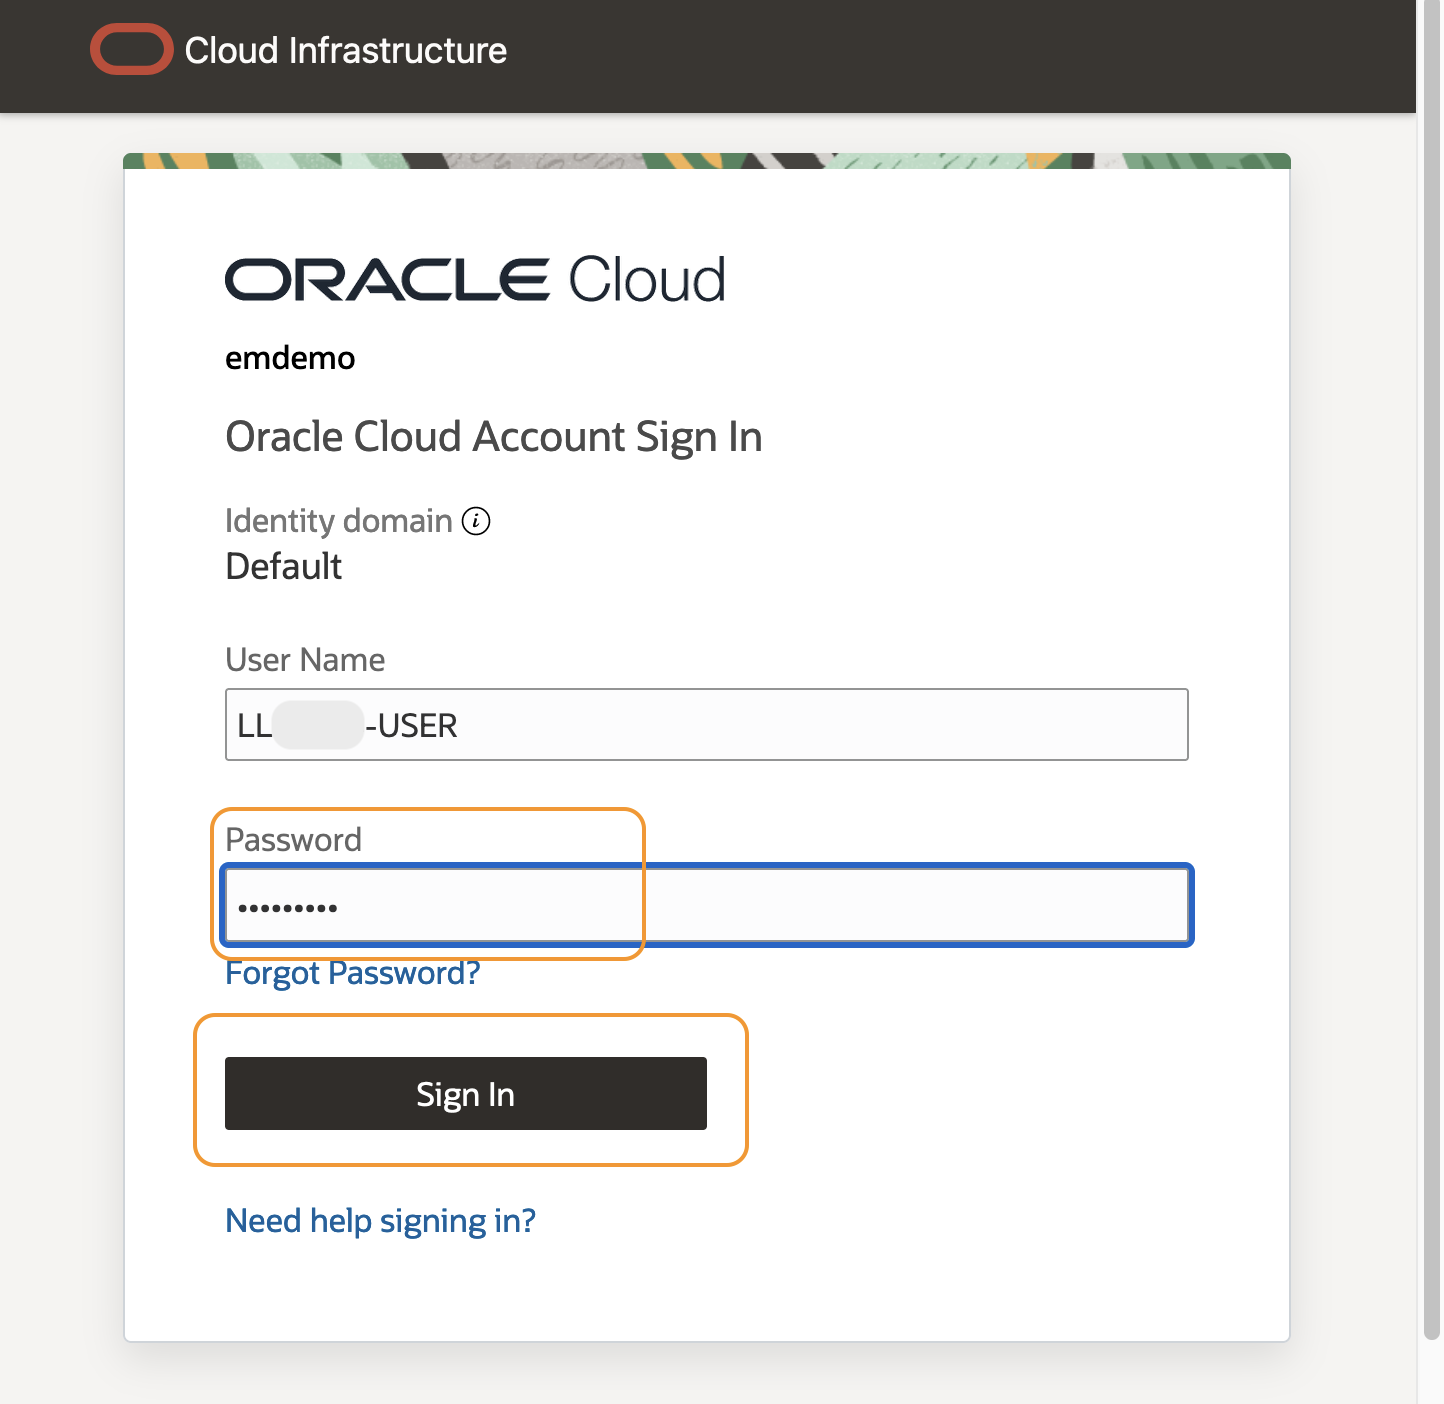 Cloud Infrastructure
ORACLE Cloud
emdemo
Oracle Cloud Account Sign In
Identity domain i
Default
User Name
LL -USER
Password
•••••••••
Forgot Password?
Sign In
Need help signing in?